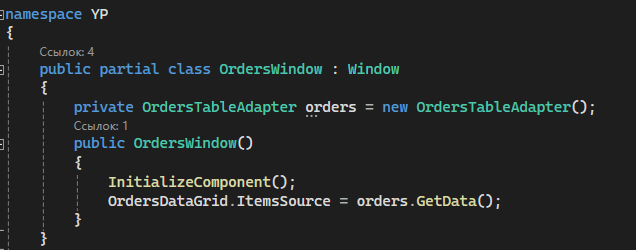 namespace YP
{
Ссылок: 4
public partial class OrdersWindow : Window
{
private OrdersTableAdapter orders = new OrdersTableAdapter();
Ссылок: 1
public OrdersWindow()
{
InitializeComponent();
OrdersDataGrid.ItemsSource = orders.GetData();
}
}